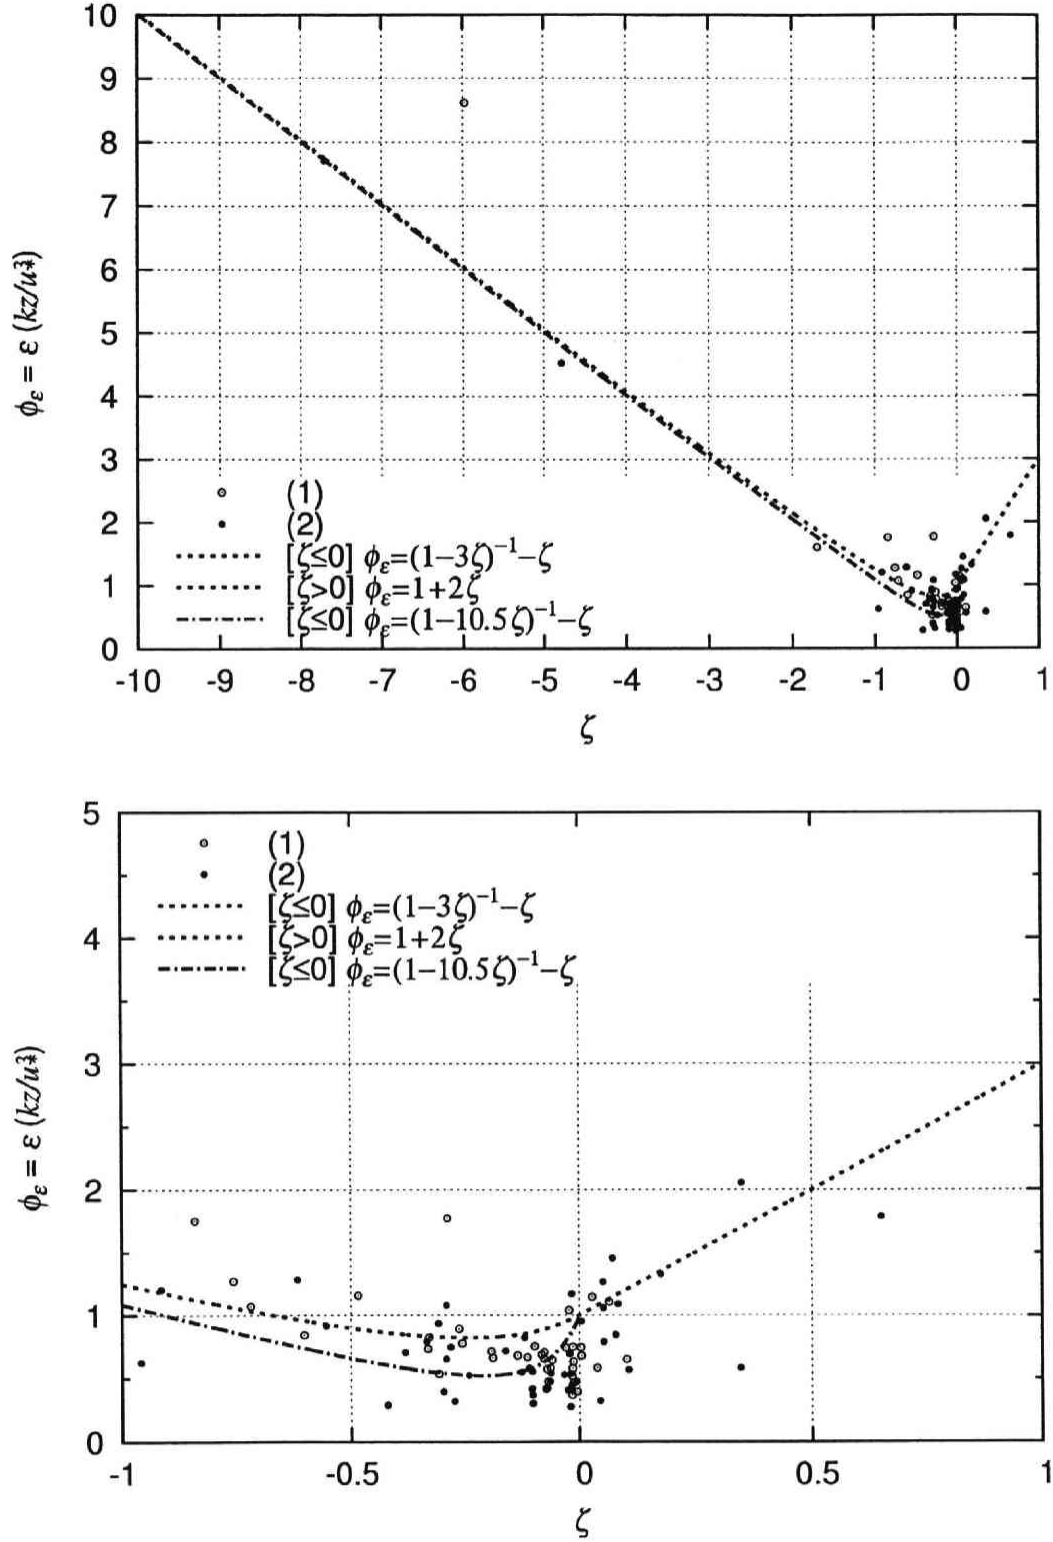 10
9
8
7
6
5
4
3
2
1
0
ϕε = ε (kz/u*³)
(1)
(2)
[ζ≤0] ϕε=(1−3ζ)⁻¹−ζ
[ζ>0] ϕε=1+2ζ
[ζ≤0] ϕε=(1−10.5ζ)⁻¹−ζ
-10 -9 -8 -7 -6 -5 -4 -3 -2 -1 0 1
ζ
5
4
3
2
1
0
ϕε = ε (kz/u*³)
(1)
(2)
[ζ≤0] ϕε=(1−3ζ)⁻¹−ζ
[ζ>0] ϕε=1+2ζ
[ζ≤0] ϕε=(1−10.5ζ)⁻¹−ζ
-1 -0.5 0 0.5 1
ζ